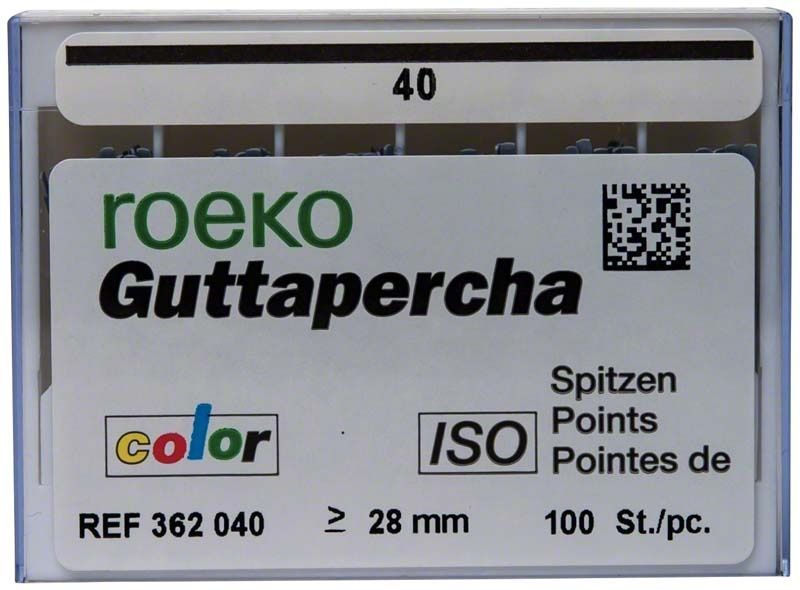 40
roeko
Guttapercha
Spitzen
Points
Pointes de
color
ISO
REF 362 040 ≥ 28 mm 100 St./pc.